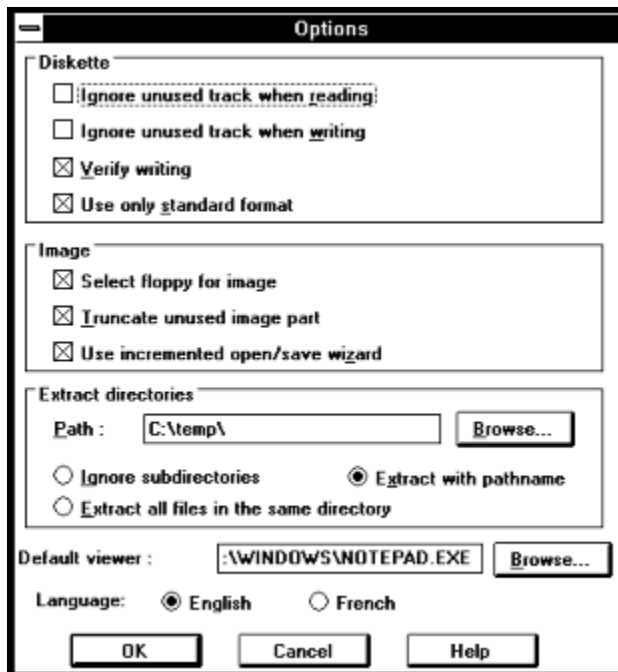 Options
Diskette
Ignore unused track when reading
Ignore unused track when writing
Verify writing
Use only standard format
Image
Select floppy for image
Truncate unused image part
Use incremented open/save wizard
Extract directories
Path : C:\temp\ Browse...
Ignore subdirectories Extract with pathname
Extract all files in the same directory
Default viewer : :\WINDOWS\NOTEPAD.EXE Browse...
Language: English French
OK Cancel Help